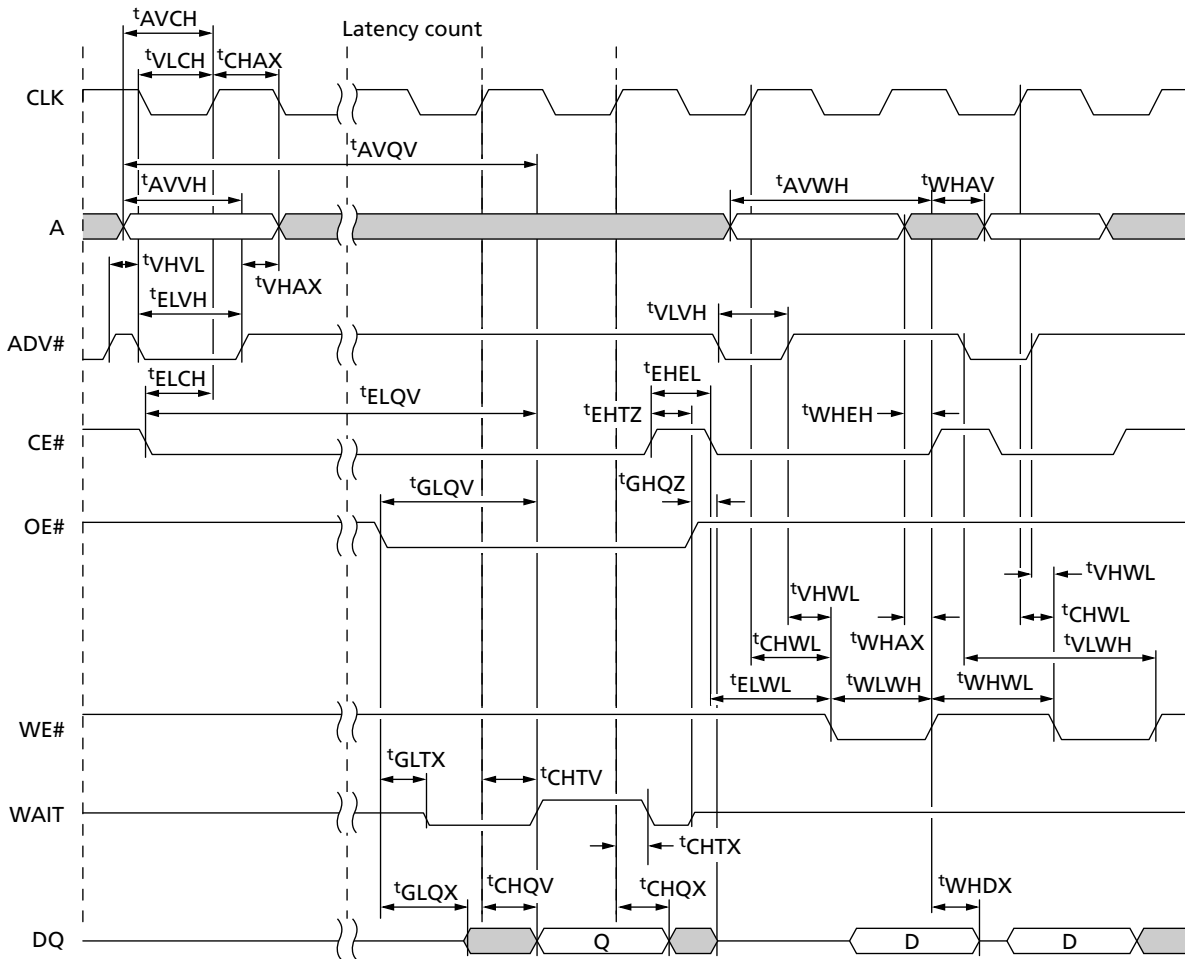 tAVCH
Latency count
tVLCH tCHAX
CLK
tAVQV
tAVVH
tAVWH tWHAV
A
tVHVL tVHAX
tELVH
tVLVH
ADV#
tELCH tEHEL
tELQV
tEHTZ tWHEH
CE#
tGLQV tGHQZ
OE#
tVHWL tVHWL
tCHWL tWHAX tCHWL
tVLWH
tELWL tWLWH tWHWL
WE#
tGLTX tCHTV
WAIT
tCHTX
tGLQX tCHQV tCHQX tWHDX
DQ Q D D